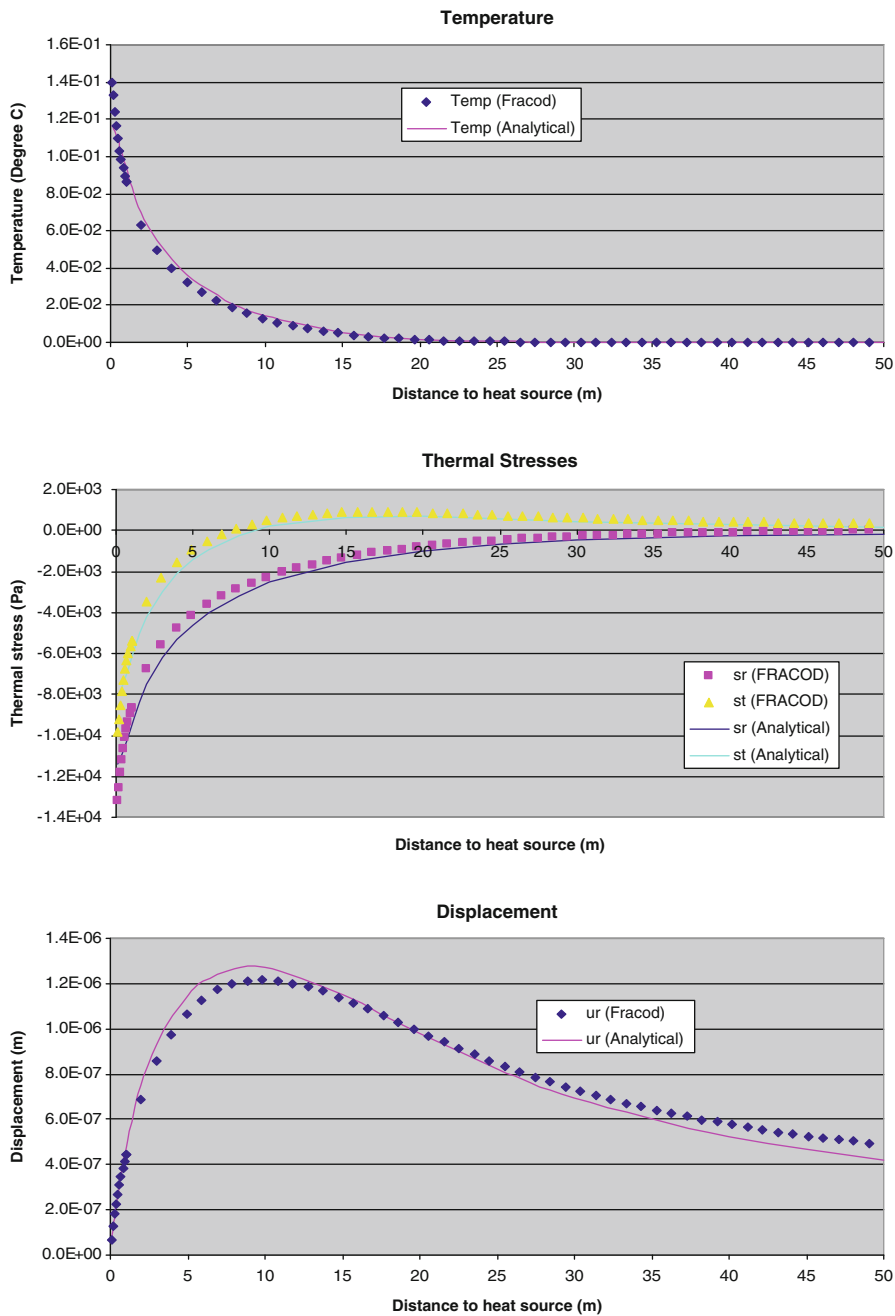 Temperature
1.6E-01
1.4E-01
1.2E-01
1.0E-01
8.0E-02
6.0E-02
4.0E-02
2.0E-02
0.0E+00
Temperature (Degree C)
Temp (Fracod)
Temp (Analytical)
0 5 10 15 20 25 30 35 40 45 50
Distance to heat source (m)
Thermal Stresses
2.0E+03
0.0E+00
-2.0E+03
-4.0E+03
-6.0E+03
-8.0E+03
-1.0E+04
-1.2E+04
-1.4E+04
Thermal stress (Pa)
0 5 10 15 20 25 30 35 40 45 50
sr (FRACOD)
st (FRACOD)
sr (Analytical)
st (Analytical)
Distance to heat source (m)
Displacement
1.4E-06
1.2E-06
1.0E-06
8.0E-07
6.0E-07
4.0E-07
2.0E-07
0.0E+00
Displacement (m)
ur (Fracod)
ur (Analytical)
0 5 10 15 20 25 30 35 40 45 50
Distance to heat source (m)